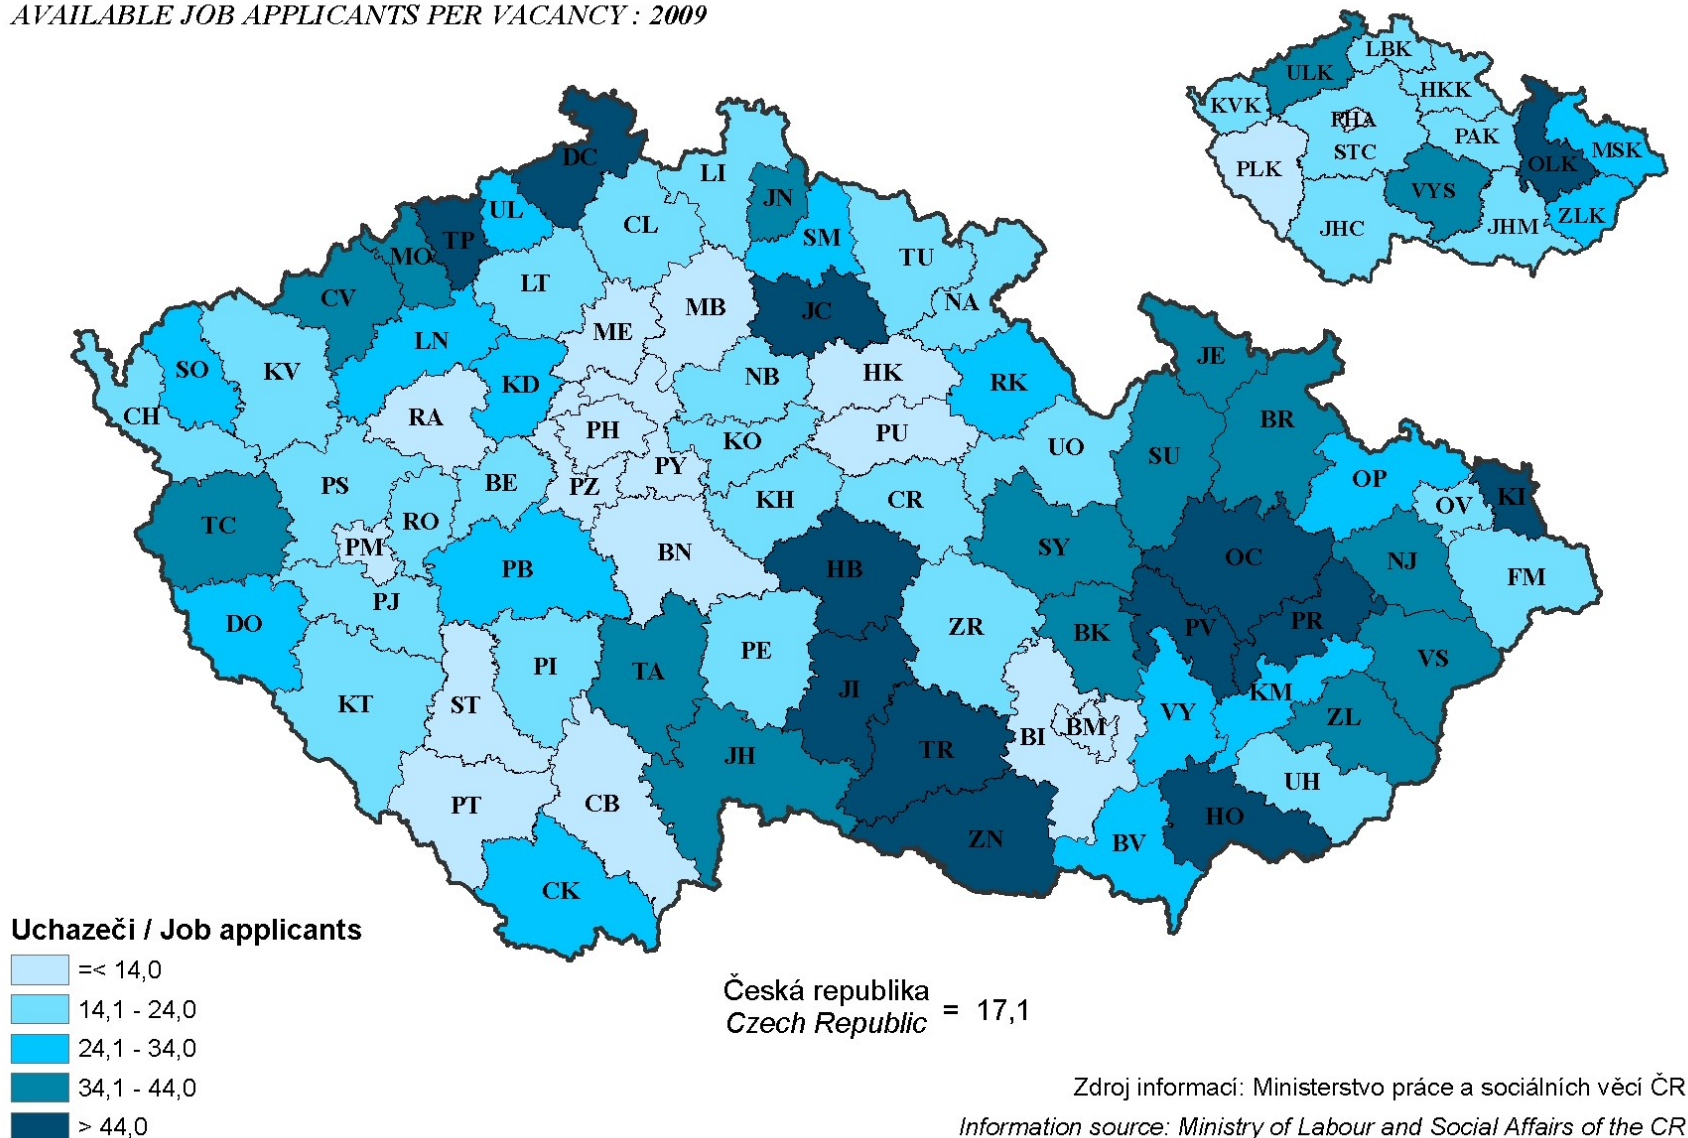 AVAILABLE JOB APPLICANTS PER VACANCY : 2009
LBK
ULK
HKK
KVK
PHA
PAK
STC
MSK
OLK
PLK
VYS
ZLK
JHC
JHM
DC
LI
JN
UL
CL
SM
TP
MO
TU
LT
CV
NA
MB
JC
ME
LN
JE
SO
KV
KD
NB
HK
RK
CH
RA
BR
PH
PU
KO
UO
SU
PY
OP
PS
BE
PZ
KH
CR
KI
OV
TC
RO
PM
SY
BN
OC
NJ
PB
HB
FM
PJ
DO
ZR
BK
PV
PR
PI
TA
PE
VS
JI
KM
KT
ST
VY
ZL
BI
BM
TR
JH
UH
PT
CB
HO
ZN
BV
CK
Uchazeči / Job applicants
=< 14,0
14,1 - 24,0
24,1 - 34,0
34,1 - 44,0
> 44,0
Česká republika
Czech Republic = 17,1
Zdroj informací: Ministerstvo práce a sociálních věcí ČR
Information source: Ministry of Labour and Social Affairs of the CR